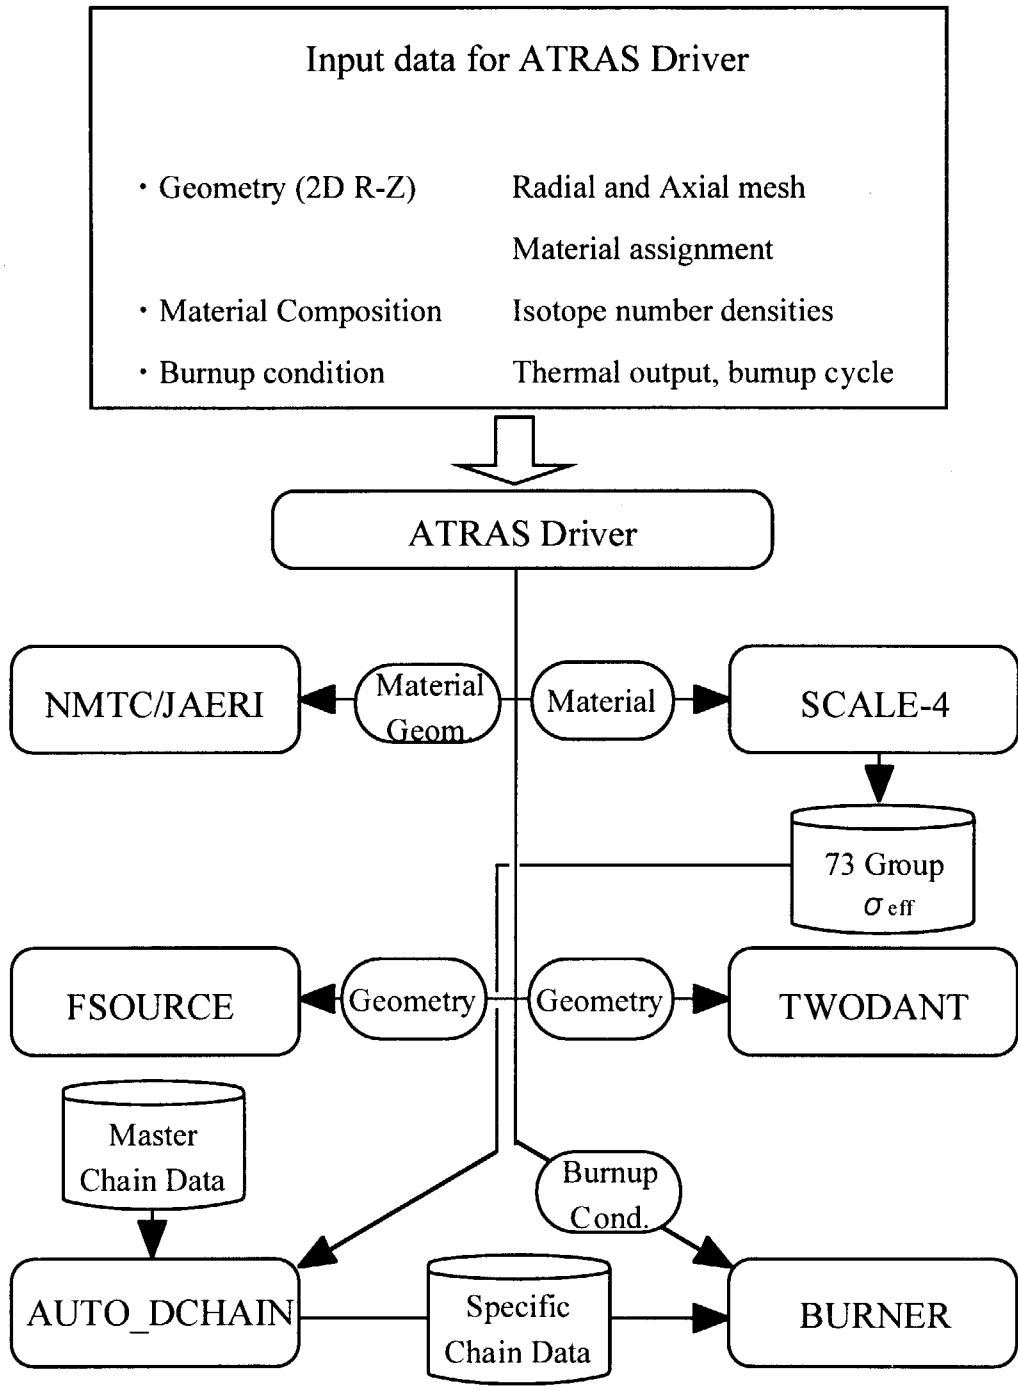 Input data for ATRAS Driver
・Geometry (2D R-Z) Radial and Axial mesh
Material assignment
・Material Composition Isotope number densities
・Burnup condition Thermal output, burnup cycle
ATRAS Driver
NMTC/JAERI
Material
Geom.
Material
SCALE-4
73 Group
σ eff
FSOURCE
Geometry
Geometry
TWODANT
Master
Chain Data
Burnup
Cond.
AUTO_DCHAIN
Specific
Chain Data
BURNER